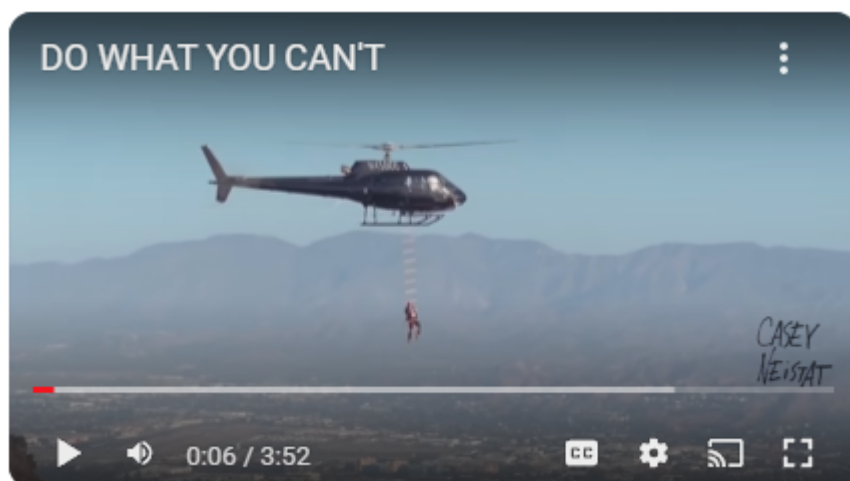 DO WHAT YOU CAN'T
CASEY
NEISTAT
0:06 / 3:52
CC